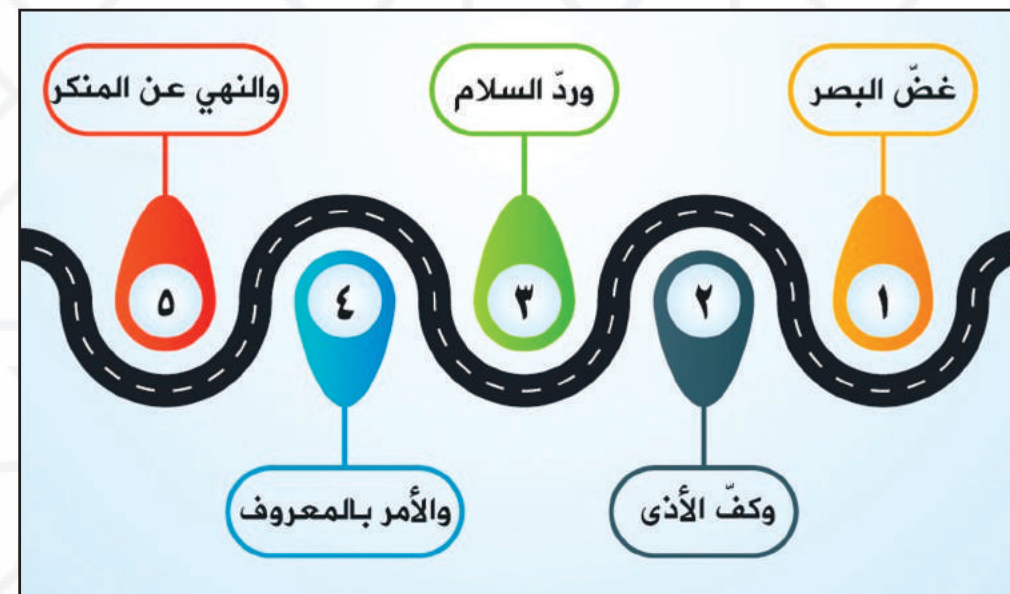 غضّ البصر
١
وكفّ الأذى
٢
وردّ السلام
٣
والأمر بالمعروف
٤
والنهي عن المنكر
٥